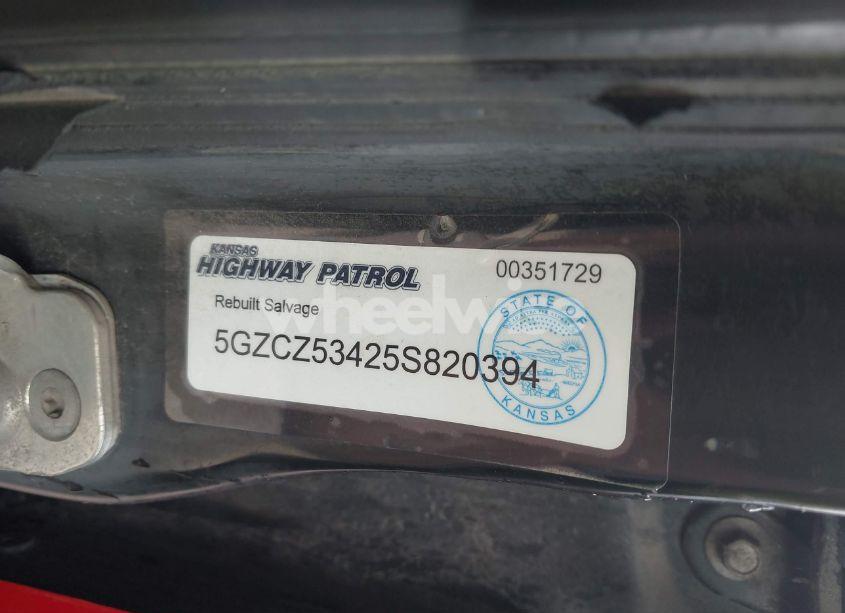 KANSAS
HIGHWAY PATROL
00351729
Rebuilt Salvage
5GZCZ53425S820394
STATE OF
KANSAS